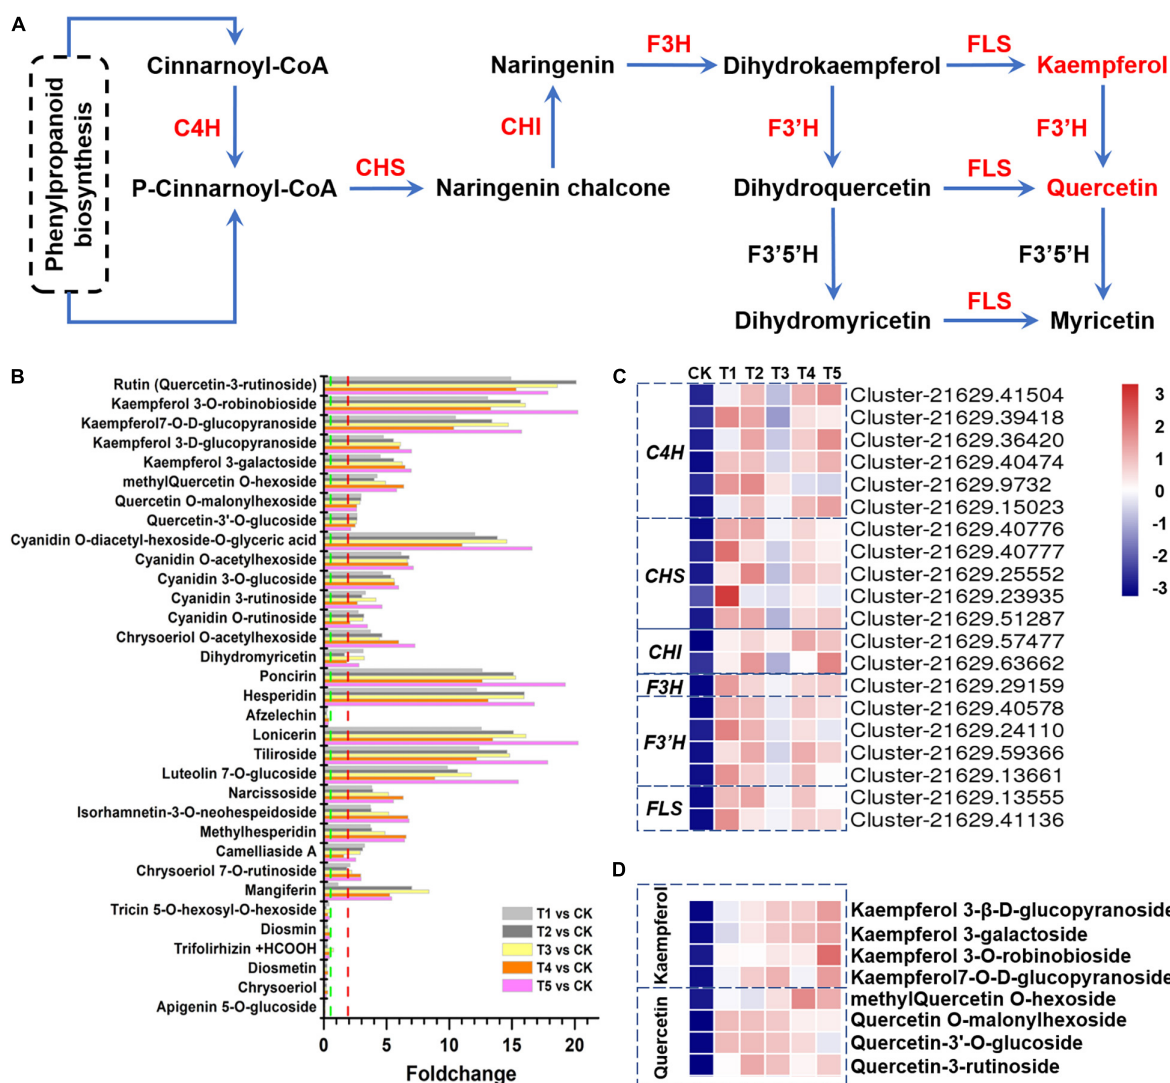 A
Phenylpropanoid
biosynthesis
Cinnarnoyl-CoA
C4H
P-Cinnarnoyl-CoA
CHS
Naringenin
CHI
Naringenin chalcone
F3H
Dihydrokaempferol
FLS
Kaempferol
F3'H
F3'H
Dihydroquercetin
FLS
Quercetin
F3'5'H
F3'5'H
Dihydromyricetin
FLS
Myricetin
B
Rutin (Quercetin-3-rutinoside)
Kaempferol 3-O-robinobioside
Kaempferol7-O-D-glucopyranoside
Kaempferol 3-D-glucopyranoside
Kaempferol 3-galactoside
methylQuercetin O-hexoside
Quercetin O-malonylhexoside
Quercetin-3'-O-glucoside
Cyanidin O-diacetyl-hexoside-O-glyceric acid
Cyanidin O-acetylhexoside
Cyanidin 3-O-glucoside
Cyanidin 3-rutinoside
Cyanidin O-rutinoside
Chrysoeriol O-acetylhexoside
Dihydromyricetin
Poncirin
Hesperidin
Afzelechin
Lonicerin
Tiliroside
Luteolin 7-O-glucoside
Narcissoside
Isorhamnetin-3-O-neohespeidoside
Methylhesperidin
Camelliaside A
Chrysoeriol 7-O-rutinoside
Mangiferin
Tricin 5-O-hexosyl-O-hexoside
Diosmin
Trifolirhizin +HCOOH
Diosmetin
Chrysoeriol
Apigenin 5-O-glucoside
T1 vs CK
T2 vs CK
T3 vs CK
T4 vs CK
T5 vs CK
0 5 10 15 20
Foldchange
C
CK T1 T2 T3 T4 T5
C4H
Cluster-21629.41504
Cluster-21629.39418
Cluster-21629.36420
Cluster-21629.40474
Cluster-21629.9732
Cluster-21629.15023
CHS
Cluster-21629.40776
Cluster-21629.40777
Cluster-21629.25552
Cluster-21629.23935
Cluster-21629.51287
CHI
Cluster-21629.57477
Cluster-21629.63662
F3H
Cluster-21629.29159
F3'H
Cluster-21629.40578
Cluster-21629.24110
Cluster-21629.59366
Cluster-21629.13661
FLS
Cluster-21629.13555
Cluster-21629.41136
3
2
1
0
-1
-2
-3
D
Kaempferol
Kaempferol 3-β-D-glucopyranoside
Kaempferol 3-galactoside
Kaempferol 3-O-robinobioside
Kaempferol7-O-D-glucopyranoside
Quercetin
methylQuercetin O-hexoside
Quercetin O-malonylhexoside
Quercetin-3'-O-glucoside
Quercetin-3-rutinoside